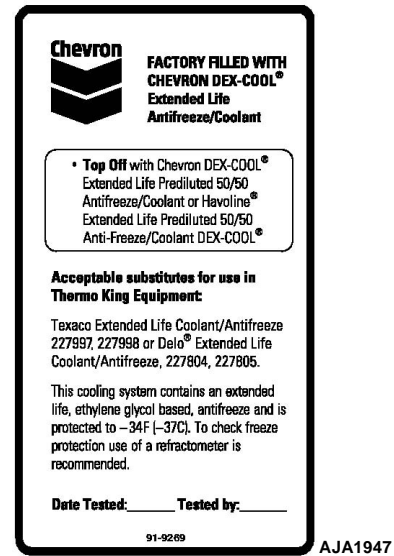 Chevron
FACTORY FILLED WITH
CHEVRON DEX-COOL®
Extended Life
Antifreeze/Coolant
• Top Off with Chevron DEX-COOL®
Extended Life Prediluted 50/50
Antifreeze/Coolant or Havoline®
Extended Life Prediluted 50/50
Anti-Freeze/Coolant DEX-COOL®
Acceptable substitutes for use in
Thermo King Equipment:
Texaco Extended Life Coolant/Antifreeze
227997, 227998 or Delo® Extended Life
Coolant/Antifreeze, 227804, 227805.
This cooling system contains an extended
life, ethylene glycol based, antifreeze and is
protected to –34F (–37C). To check freeze
protection use of a refractometer is
recommended.
Date Tested:______ Tested by:______
91-9269
AJA1947